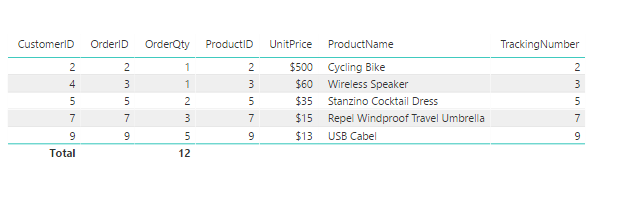 CustomerID OrderID OrderQty ProductID UnitPrice ProductName TrackingNumber
2 2 1 2 $500 Cycling Bike 2
4 3 1 3 $60 Wireless Speaker 3
5 5 2 5 $35 Stanzino Cocktail Dress 5
7 7 3 7 $15 Repel Windproof Travel Umbrella 7
9 9 5 9 $13 USB Cabel 9
Total 12